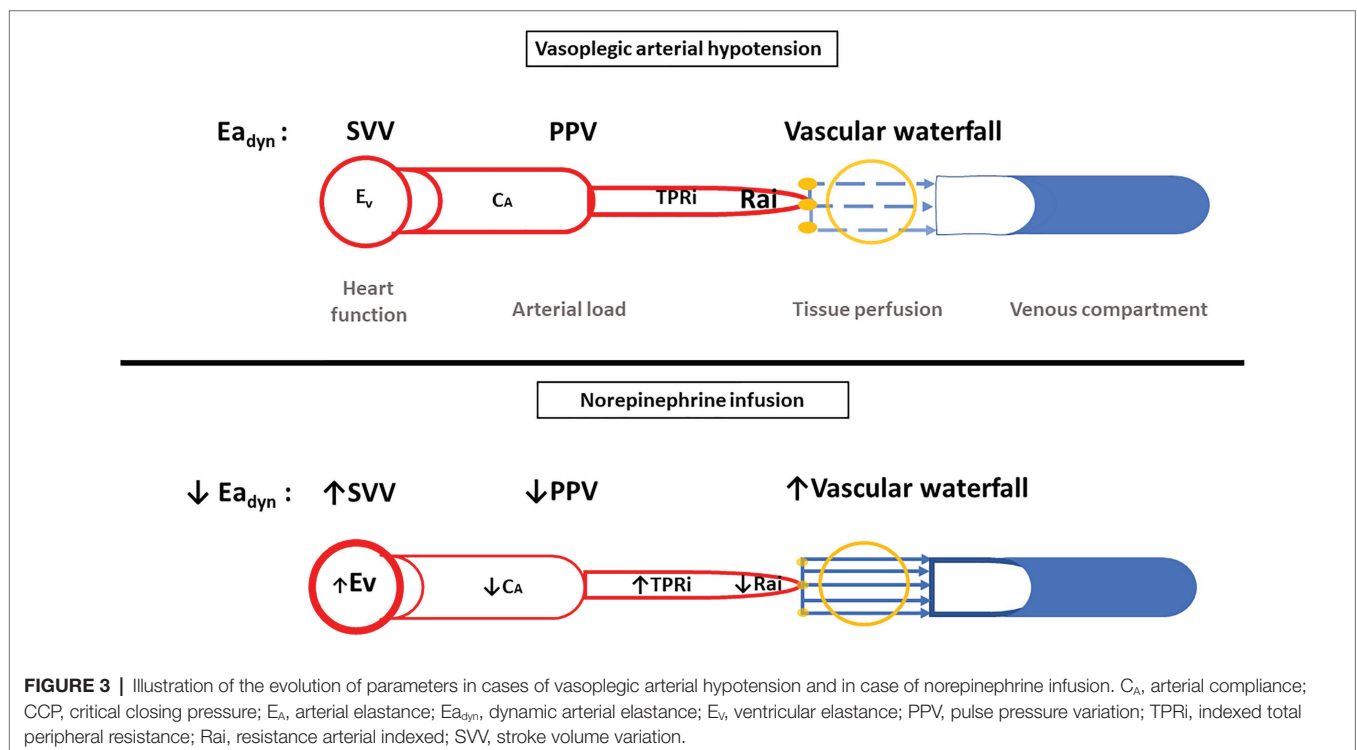 Vasoplegic arterial hypotension
Ea_dyn : SVV PPV Vascular waterfall
E_v C_A TPRi Rai
Heart function Arterial load Tissue perfusion Venous compartment
Norepinephrine infusion
↓ Ea_dyn : ↑SVV ↓PPV ↑Vascular waterfall
↑Ev ↓C_A ↑TPRi ↓Rai
FIGURE 3 | Illustration of the evolution of parameters in cases of vasoplegic arterial hypotension and in case of norepinephrine infusion. C_A, arterial compliance;
CCP, critical closing pressure; E_A, arterial elastance; Ea_dyn, dynamic arterial elastance; E_v, ventricular elastance; PPV, pulse pressure variation; TPRi, indexed total
peripheral resistance; Rai, resistance arterial indexed; SVV, stroke volume variation.